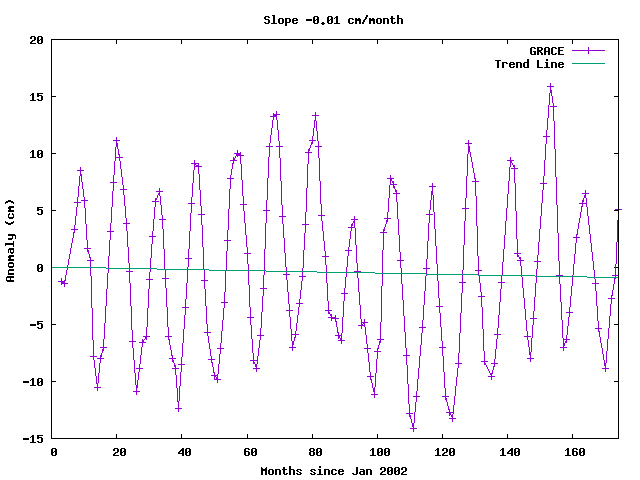 Slope -0.01 cm/month
20
15
10
5
0
-5
-10
-15
Anomaly (cm)
GRACE
Trend Line
0 20 40 60 80 100 120 140 160
Months since Jan 2002